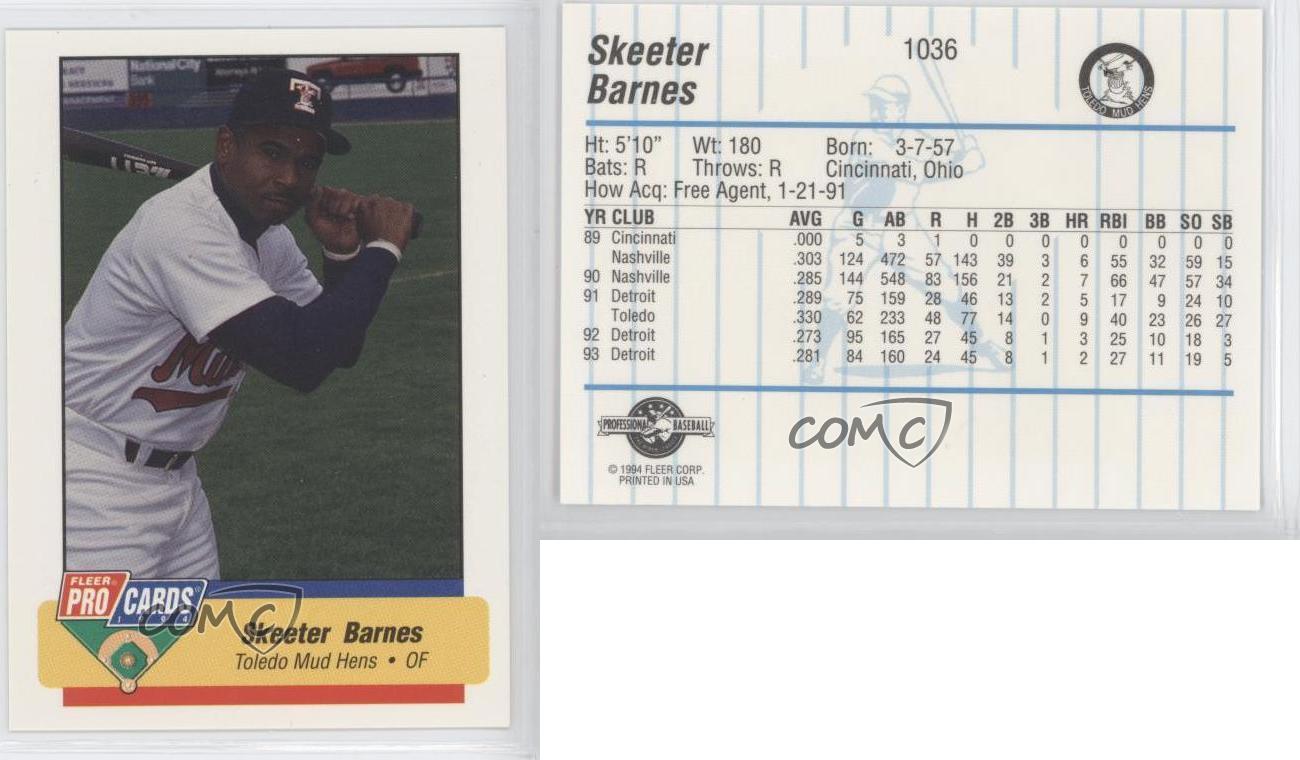 National City
Bank
FLEER®
PRO CARDS®
1994
Skeeter Barnes
Toledo Mud Hens • OF
COMC
Skeeter
Barnes
1036
TOLEDO MUD HENS
Ht: 5'10" Wt: 180 Born: 3-7-57
Bats: R Throws: R Cincinnati, Ohio
How Acq: Free Agent, 1-21-91
YR CLUB AVG G AB R H 2B 3B HR RBI BB SO SB
89 Cincinnati .000 5 3 1 0 0 0 0 0 0 0 0
Nashville .303 124 472 57 143 39 3 6 55 32 59 15
90 Nashville .285 144 548 83 156 21 2 7 66 47 57 34
91 Detroit .289 75 159 28 46 13 2 5 17 9 24 10
Toledo .330 62 233 48 77 14 0 9 40 23 26 27
92 Detroit .273 95 165 27 45 8 1 3 25 10 18 3
93 Detroit .281 84 160 24 45 8 1 2 27 11 19 5
PROFESSIONAL BASEBALL
© 1994 FLEER CORP.
PRINTED IN USA
COMC